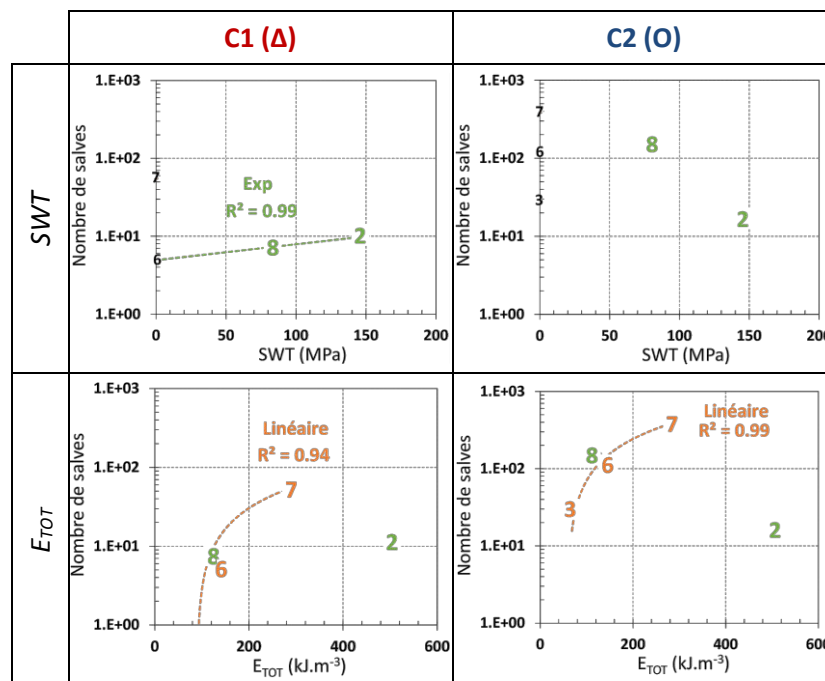 C1 (Δ)
C2 (O)
SWT
Nombre de salves
1.E+03
1.E+02
1.E+01
1.E+00
7
6
Exp
R² = 0.99
8
2
0
50
100
150
200
SWT (MPa)
Nombre de salves
1.E+03
1.E+02
1.E+01
1.E+00
7
6
3
8
2
0
50
100
150
200
SWT (MPa)
E_TOT
Nombre de salves
1.E+03
1.E+02
1.E+01
1.E+00
Linéaire
R² = 0.94
7
8
6
2
0
200
400
600
E_TOT (kJ.m⁻³)
Nombre de salves
1.E+03
1.E+02
1.E+01
1.E+00
Linéaire
R² = 0.99
7
8
6
3
2
0
200
400
600
E_TOT (kJ.m⁻³)